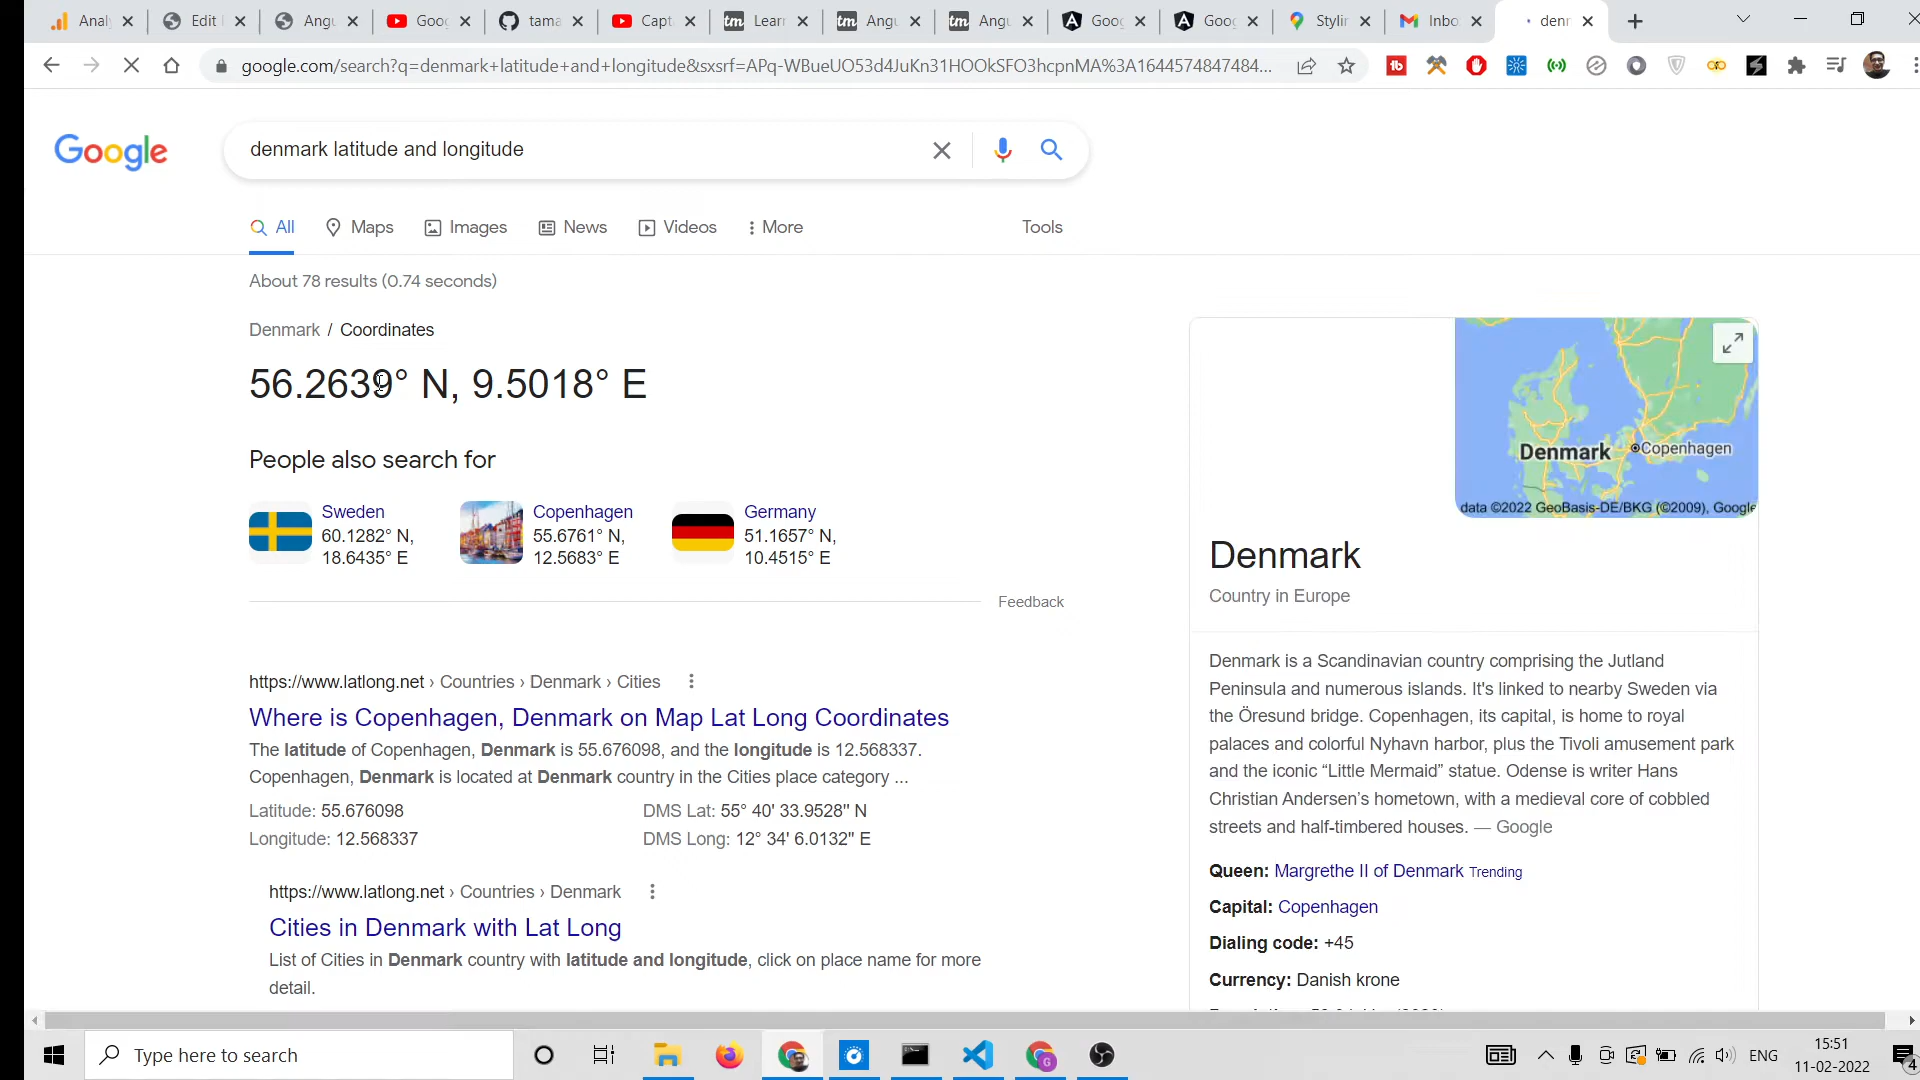 Analy
Edit
Angu
Goog
tama
Capt
Lear
Angu
Angu
Goog
Goog
Stylin
Inbo
denn
google.com/search?q=denmark+latitude+and+longitude&sxsrf=APq-WBueUO53d4JuKn31HOOkSFO3hcpnMA%3A1644574847484...
Google
denmark latitude and longitude
All
Maps
Images
News
Videos
More
Tools
About 78 results (0.74 seconds)
Denmark / Coordinates
56.2639° N, 9.5018° E
People also search for
Sweden
60.1282° N,
18.6435° E
Copenhagen
55.6761° N,
12.5683° E
Germany
51.1657° N,
10.4515° E
Feedback
https://www.latlong.net › Countries › Denmark › Cities
Where is Copenhagen, Denmark on Map Lat Long Coordinates
The latitude of Copenhagen, Denmark is 55.676098, and the longitude is 12.568337.
Copenhagen, Denmark is located at Denmark country in the Cities place category ...
Latitude: 55.676098
DMS Lat: 55° 40' 33.9528'' N
Longitude: 12.568337
DMS Long: 12° 34' 6.0132'' E
https://www.latlong.net › Countries › Denmark
Cities in Denmark with Lat Long
List of Cities in Denmark country with latitude and longitude, click on place name for more
detail.
Denmark
Copenhagen
data ©2022 GeoBasis-DE/BKG (©2009), Google
Denmark
Country in Europe
Denmark is a Scandinavian country comprising the Jutland
Peninsula and numerous islands. It's linked to nearby Sweden via
the Öresund bridge. Copenhagen, its capital, is home to royal
palaces and colorful Nyhavn harbor, plus the Tivoli amusement park
and the iconic “Little Mermaid” statue. Odense is writer Hans
Christian Andersen’s hometown, with a medieval core of cobbled
streets and half-timbered houses. — Google
Queen: Margrethe II of Denmark Trending
Capital: Copenhagen
Dialing code: +45
Currency: Danish krone
Type here to search
ENG
15:51
11-02-2022
4